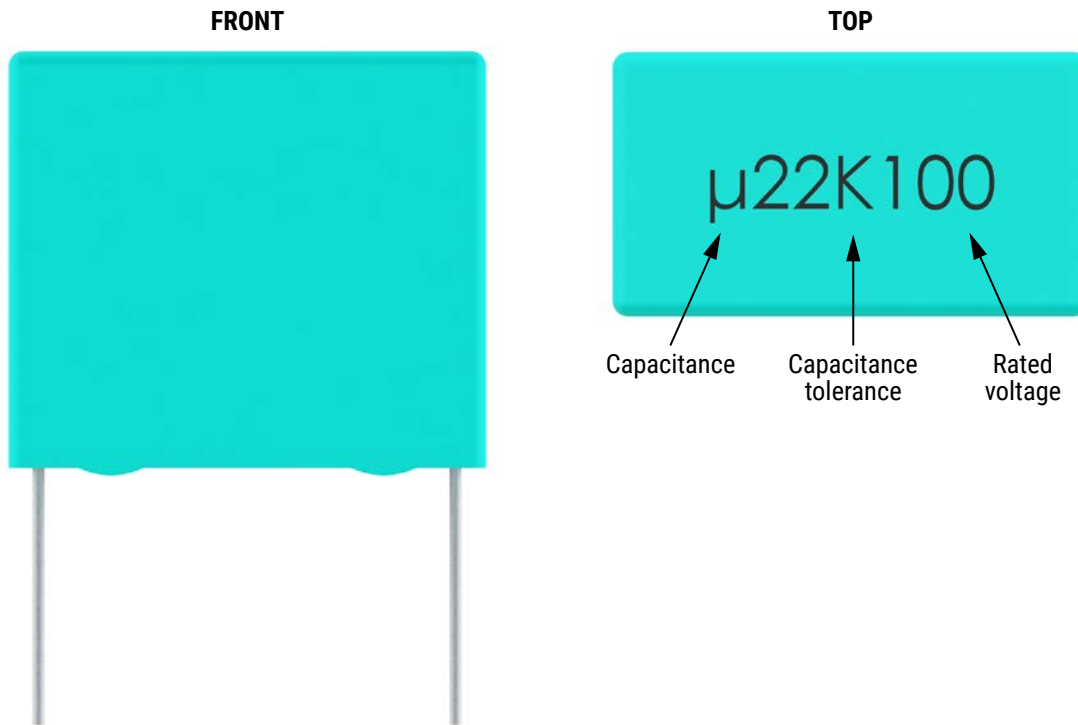 FRONT
TOP
µ22K100
Capacitance
Capacitance
tolerance
Rated
voltage